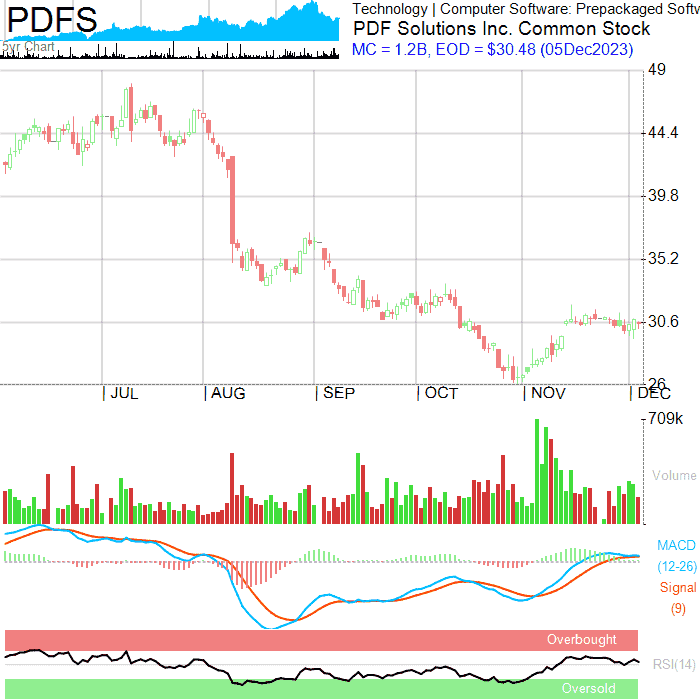 PDFS
Technology | Computer Software: Prepackaged Softw
PDF Solutions Inc. Common Stock
5yr Chart
MC = 1.2B, EOD = $30.48 (05Dec2023)
49
44.4
39.8
35.2
30.6
26
| JUL | AUG | SEP | OCT | NOV | DEC
709k
Volume
MACD
(12-26)
Signal
(9)
Overbought
RSI(14)
Oversold